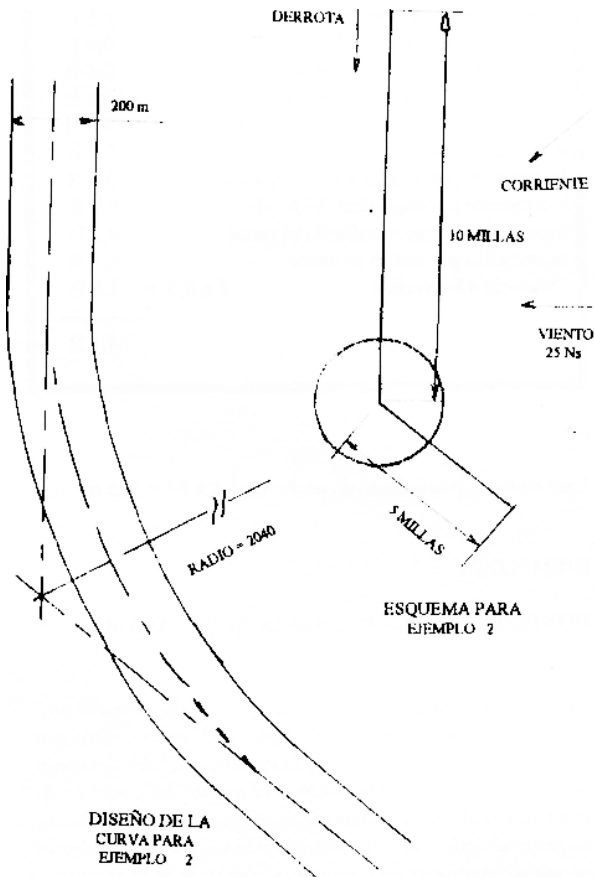 DERROTA
200 m
CORRIENTE
10 MILLAS
VIENTO
25 Ns
RADIO = 2040
5 MILLAS
ESQUEMA PARA
EJEMPLO 2
DISEÑO DE LA
CURVA PARA
EJEMPLO 2